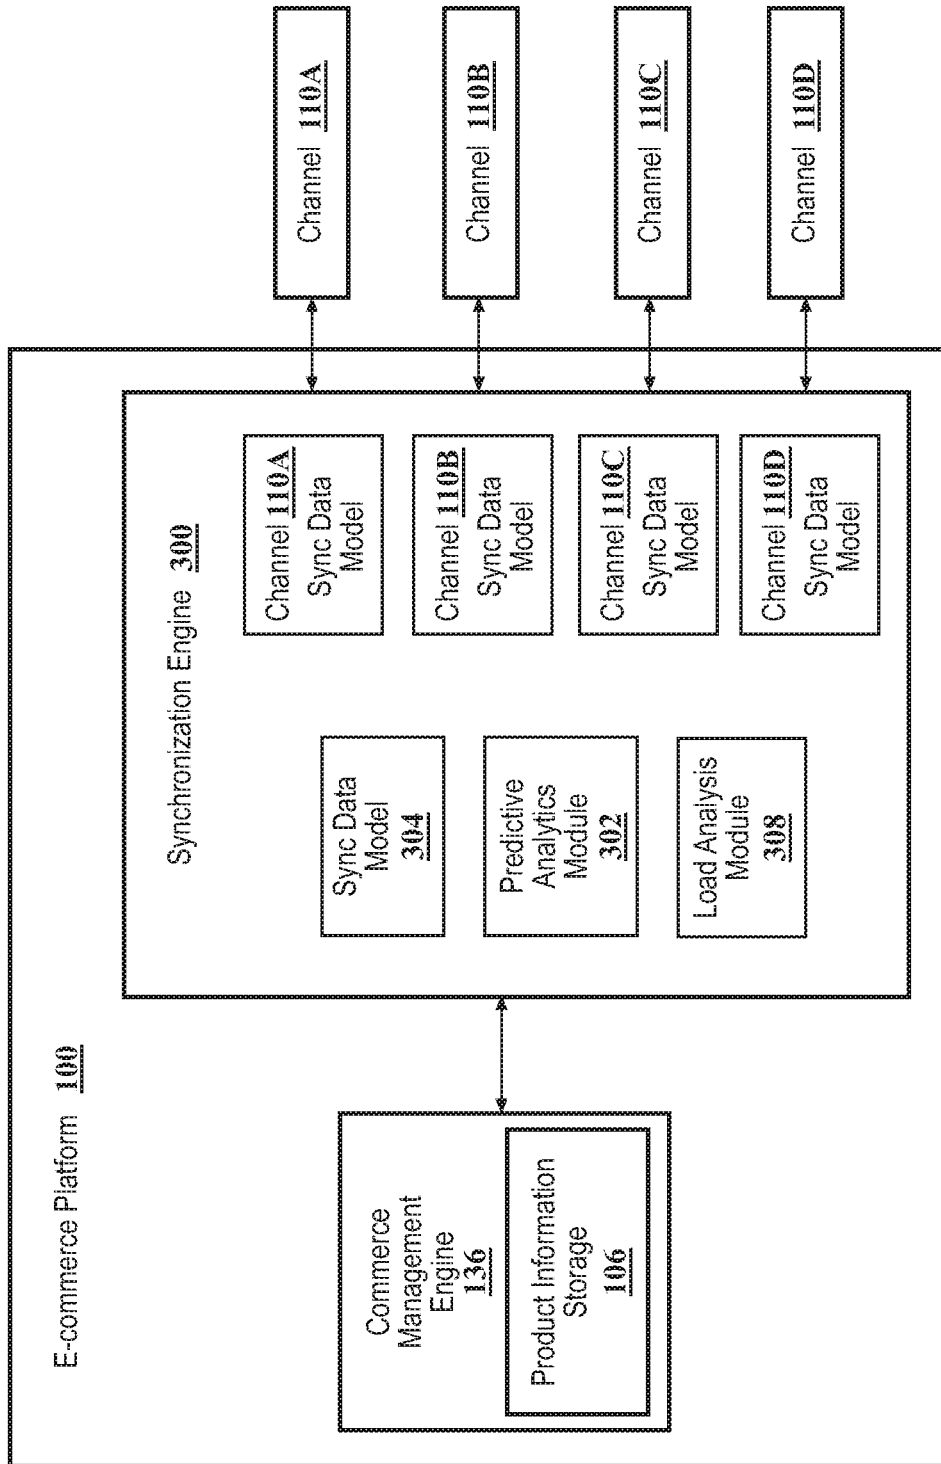 E-commerce Platform 100
Commerce
Management
Engine
136
Product Information
Storage
106
Synchronization Engine 300
Sync Data
Model
304
Predictive
Analytics
Module
302
Load Analysis
Module
308
Channel 110A
Sync Data
Model
Channel 110B
Sync Data
Model
Channel 110C
Sync Data
Model
Channel 110D
Sync Data
Model
Channel 110A
Channel 110B
Channel 110C
Channel 110D